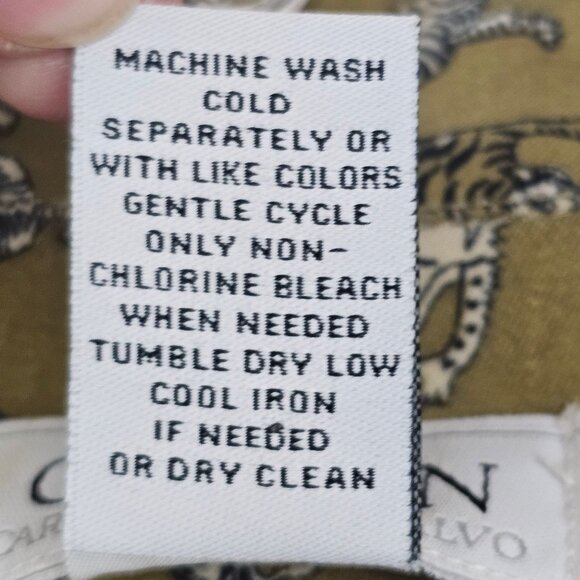 MACHINE WASH
COLD
SEPARATELY OR
WITH LIKE COLORS
GENTLE CYCLE
ONLY NON-
CHLORINE BLEACH
WHEN NEEDED
TUMBLE DRY LOW
COOL IRON
IF NEEDED
OR DRY CLEAN